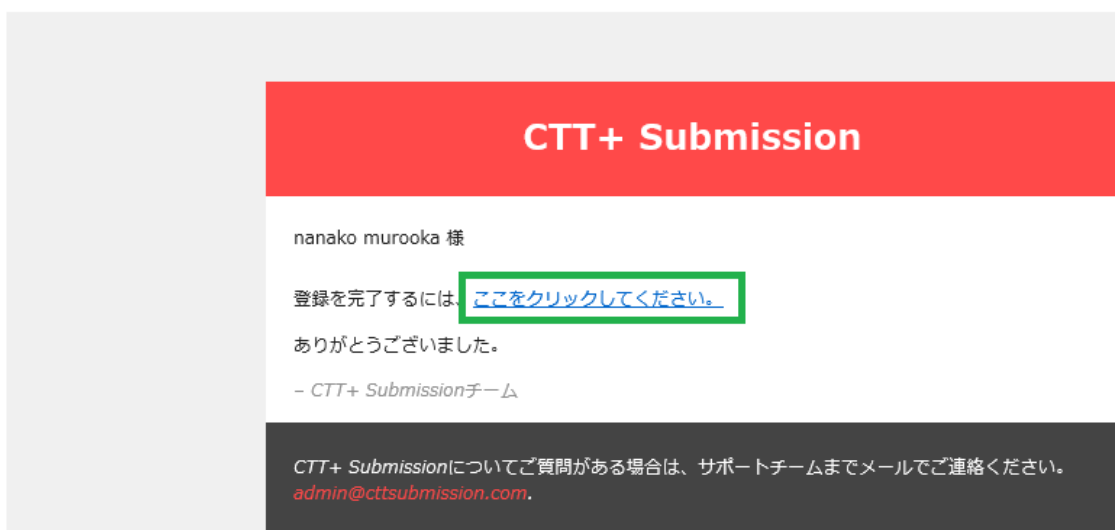 CTT+ Submission
nanako murooka 様
登録を完了するには、ここをクリックしてください。
ありがとうございました。
– CTT+ Submissionチーム
CTT+ Submissionについてご質問がある場合は、サポートチームまでメールでご連絡ください。
admin@cttsubmission.com.